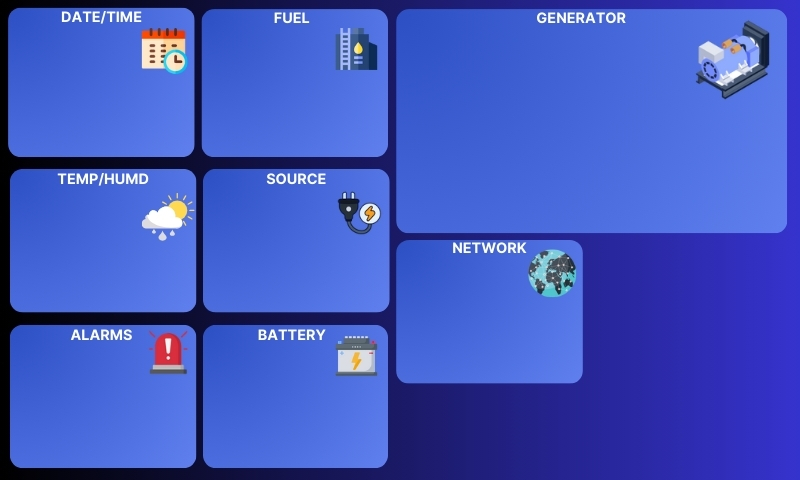 DATE/TIME
FUEL
GENERATOR
TEMP/HUMD
SOURCE
NETWORK
ALARMS
BATTERY